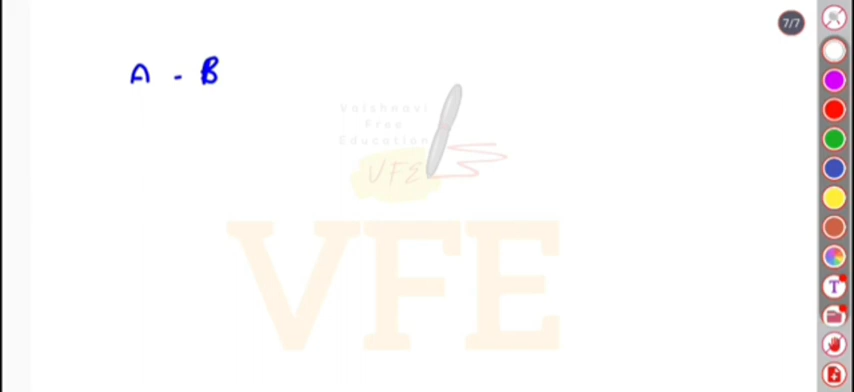 7/7
A - B
Vaishnavi
Free
Education
VFE
VFE
T